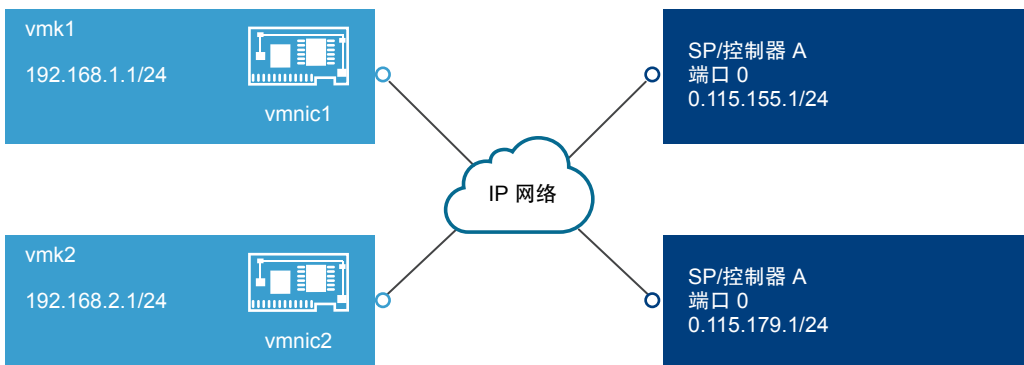 vmk1
192.168.1.1/24
vmnic1
SP/控制器 A
端口 0
0.115.155.1/24
IP 网络
vmk2
192.168.2.1/24
vmnic2
SP/控制器 A
端口 0
0.115.179.1/24